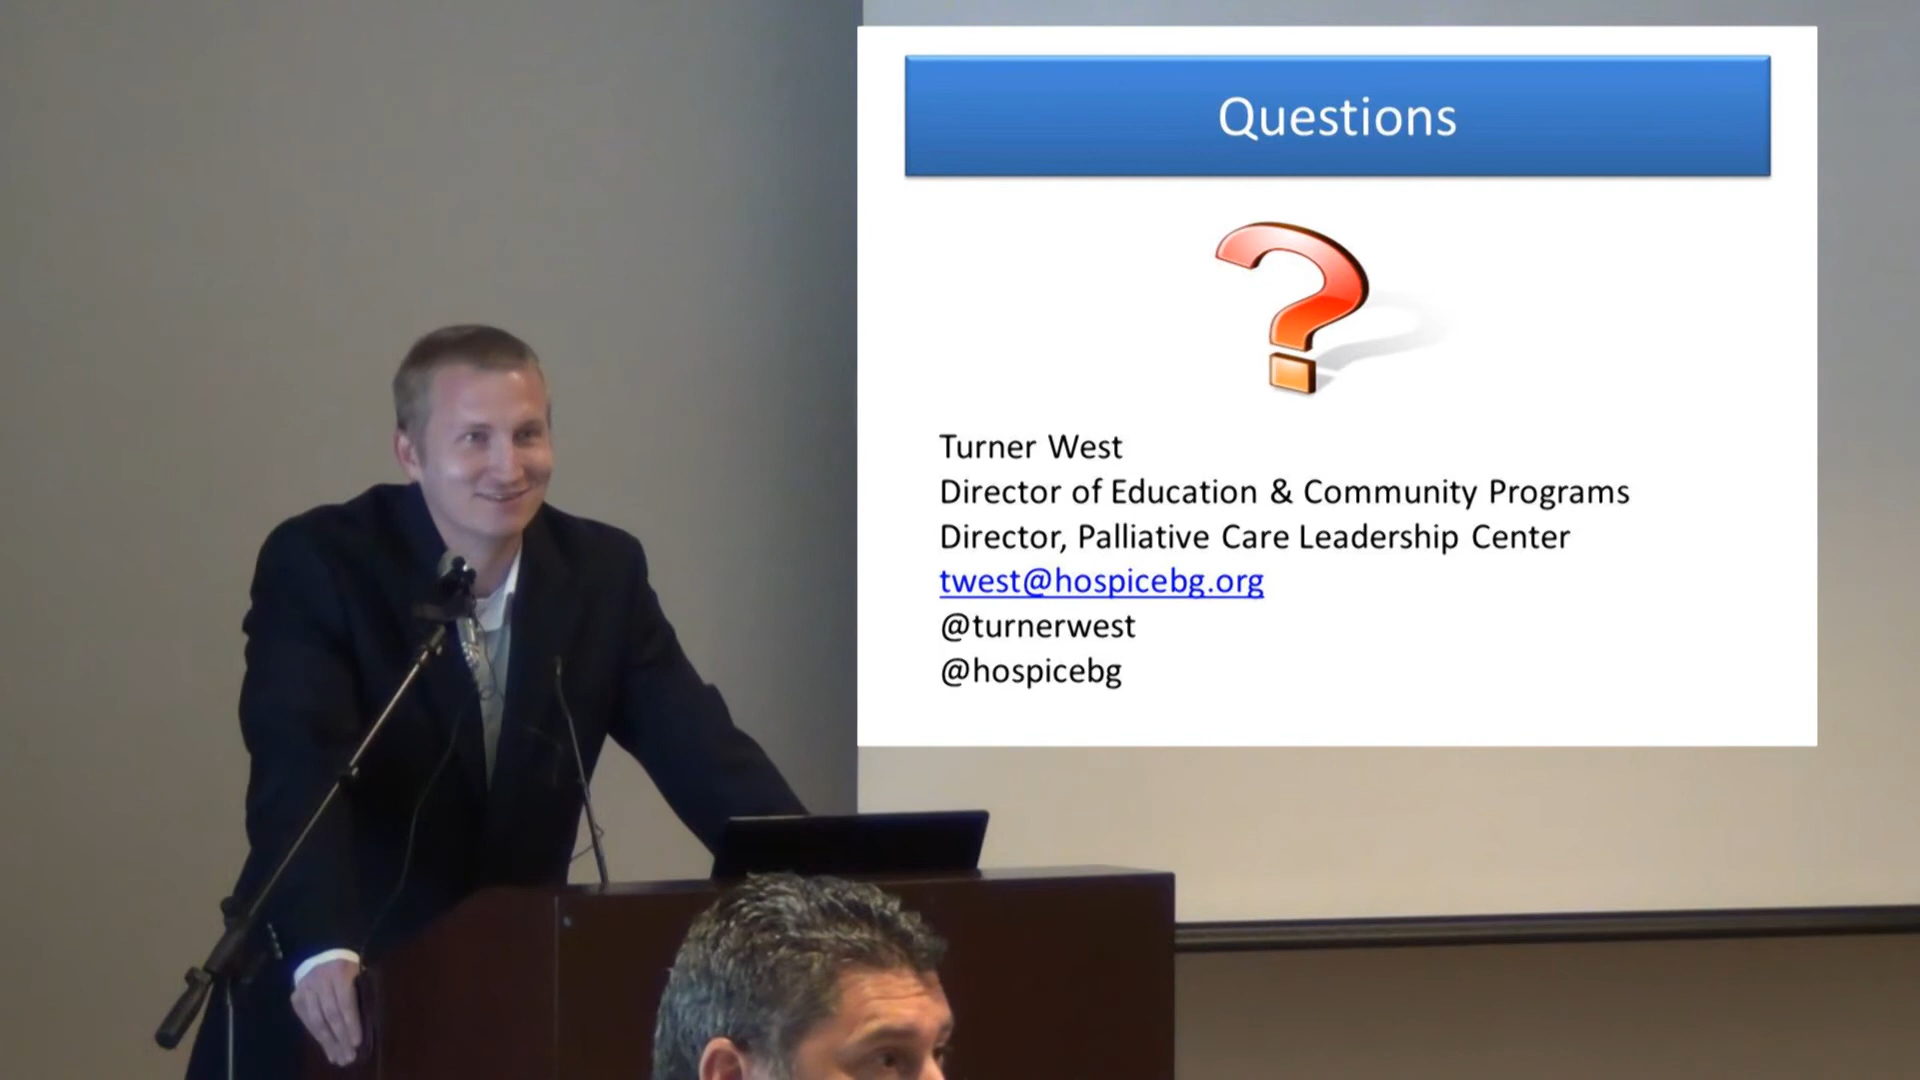 Questions
?
Turner West
Director of Education & Community Programs
Director, Palliative Care Leadership Center
twest@hospicebg.org
@turnerwest
@hospicebg